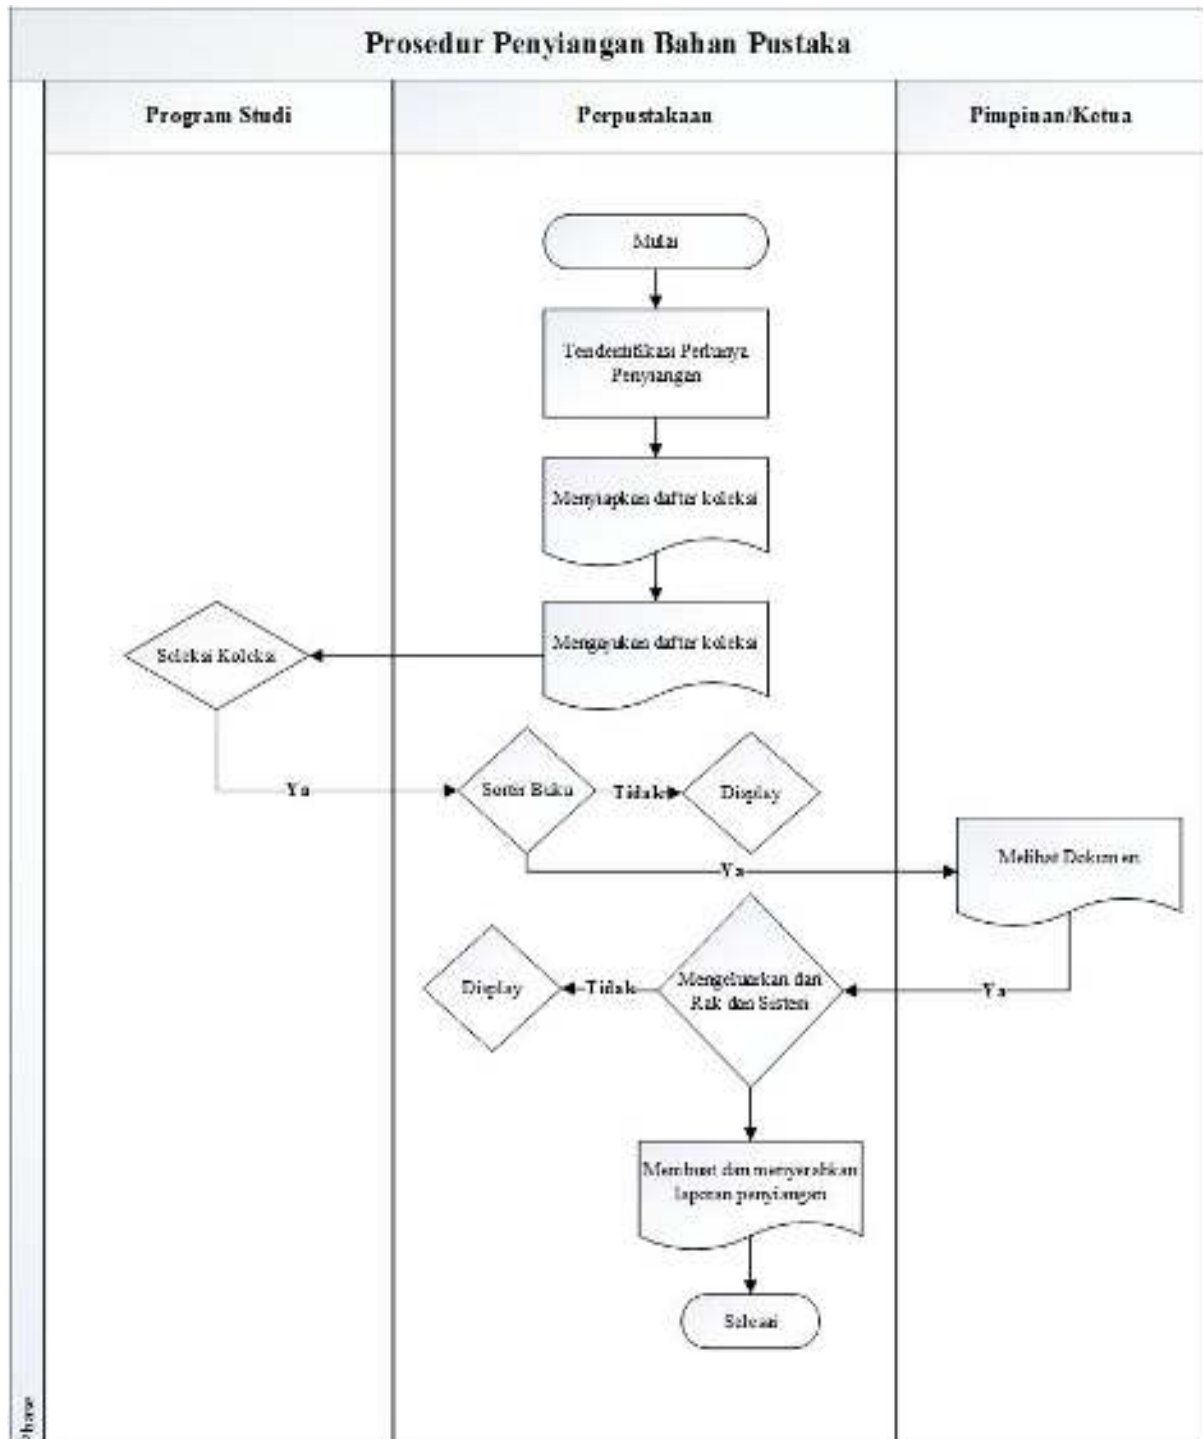 Prosedur Penyiangan Bahan Pustaka
Program Studi
Perpustakaan
Pimpinan/Ketua
Mulai
Teridentifikasi Perlunya
Penyiangan
Menyiapkan daftar koleksi
Mengajukan daftar koleksi
Seleksi Koleksi
Ya
Sortir Buku
Tidak
Display
Ya
Melihat Dokumen
Mengeluarkan dari
Rak dan Sistem
Tidak
Display
Ya
Membuat dan menyerahkan
laporan penyiangan
Selesai
Phase